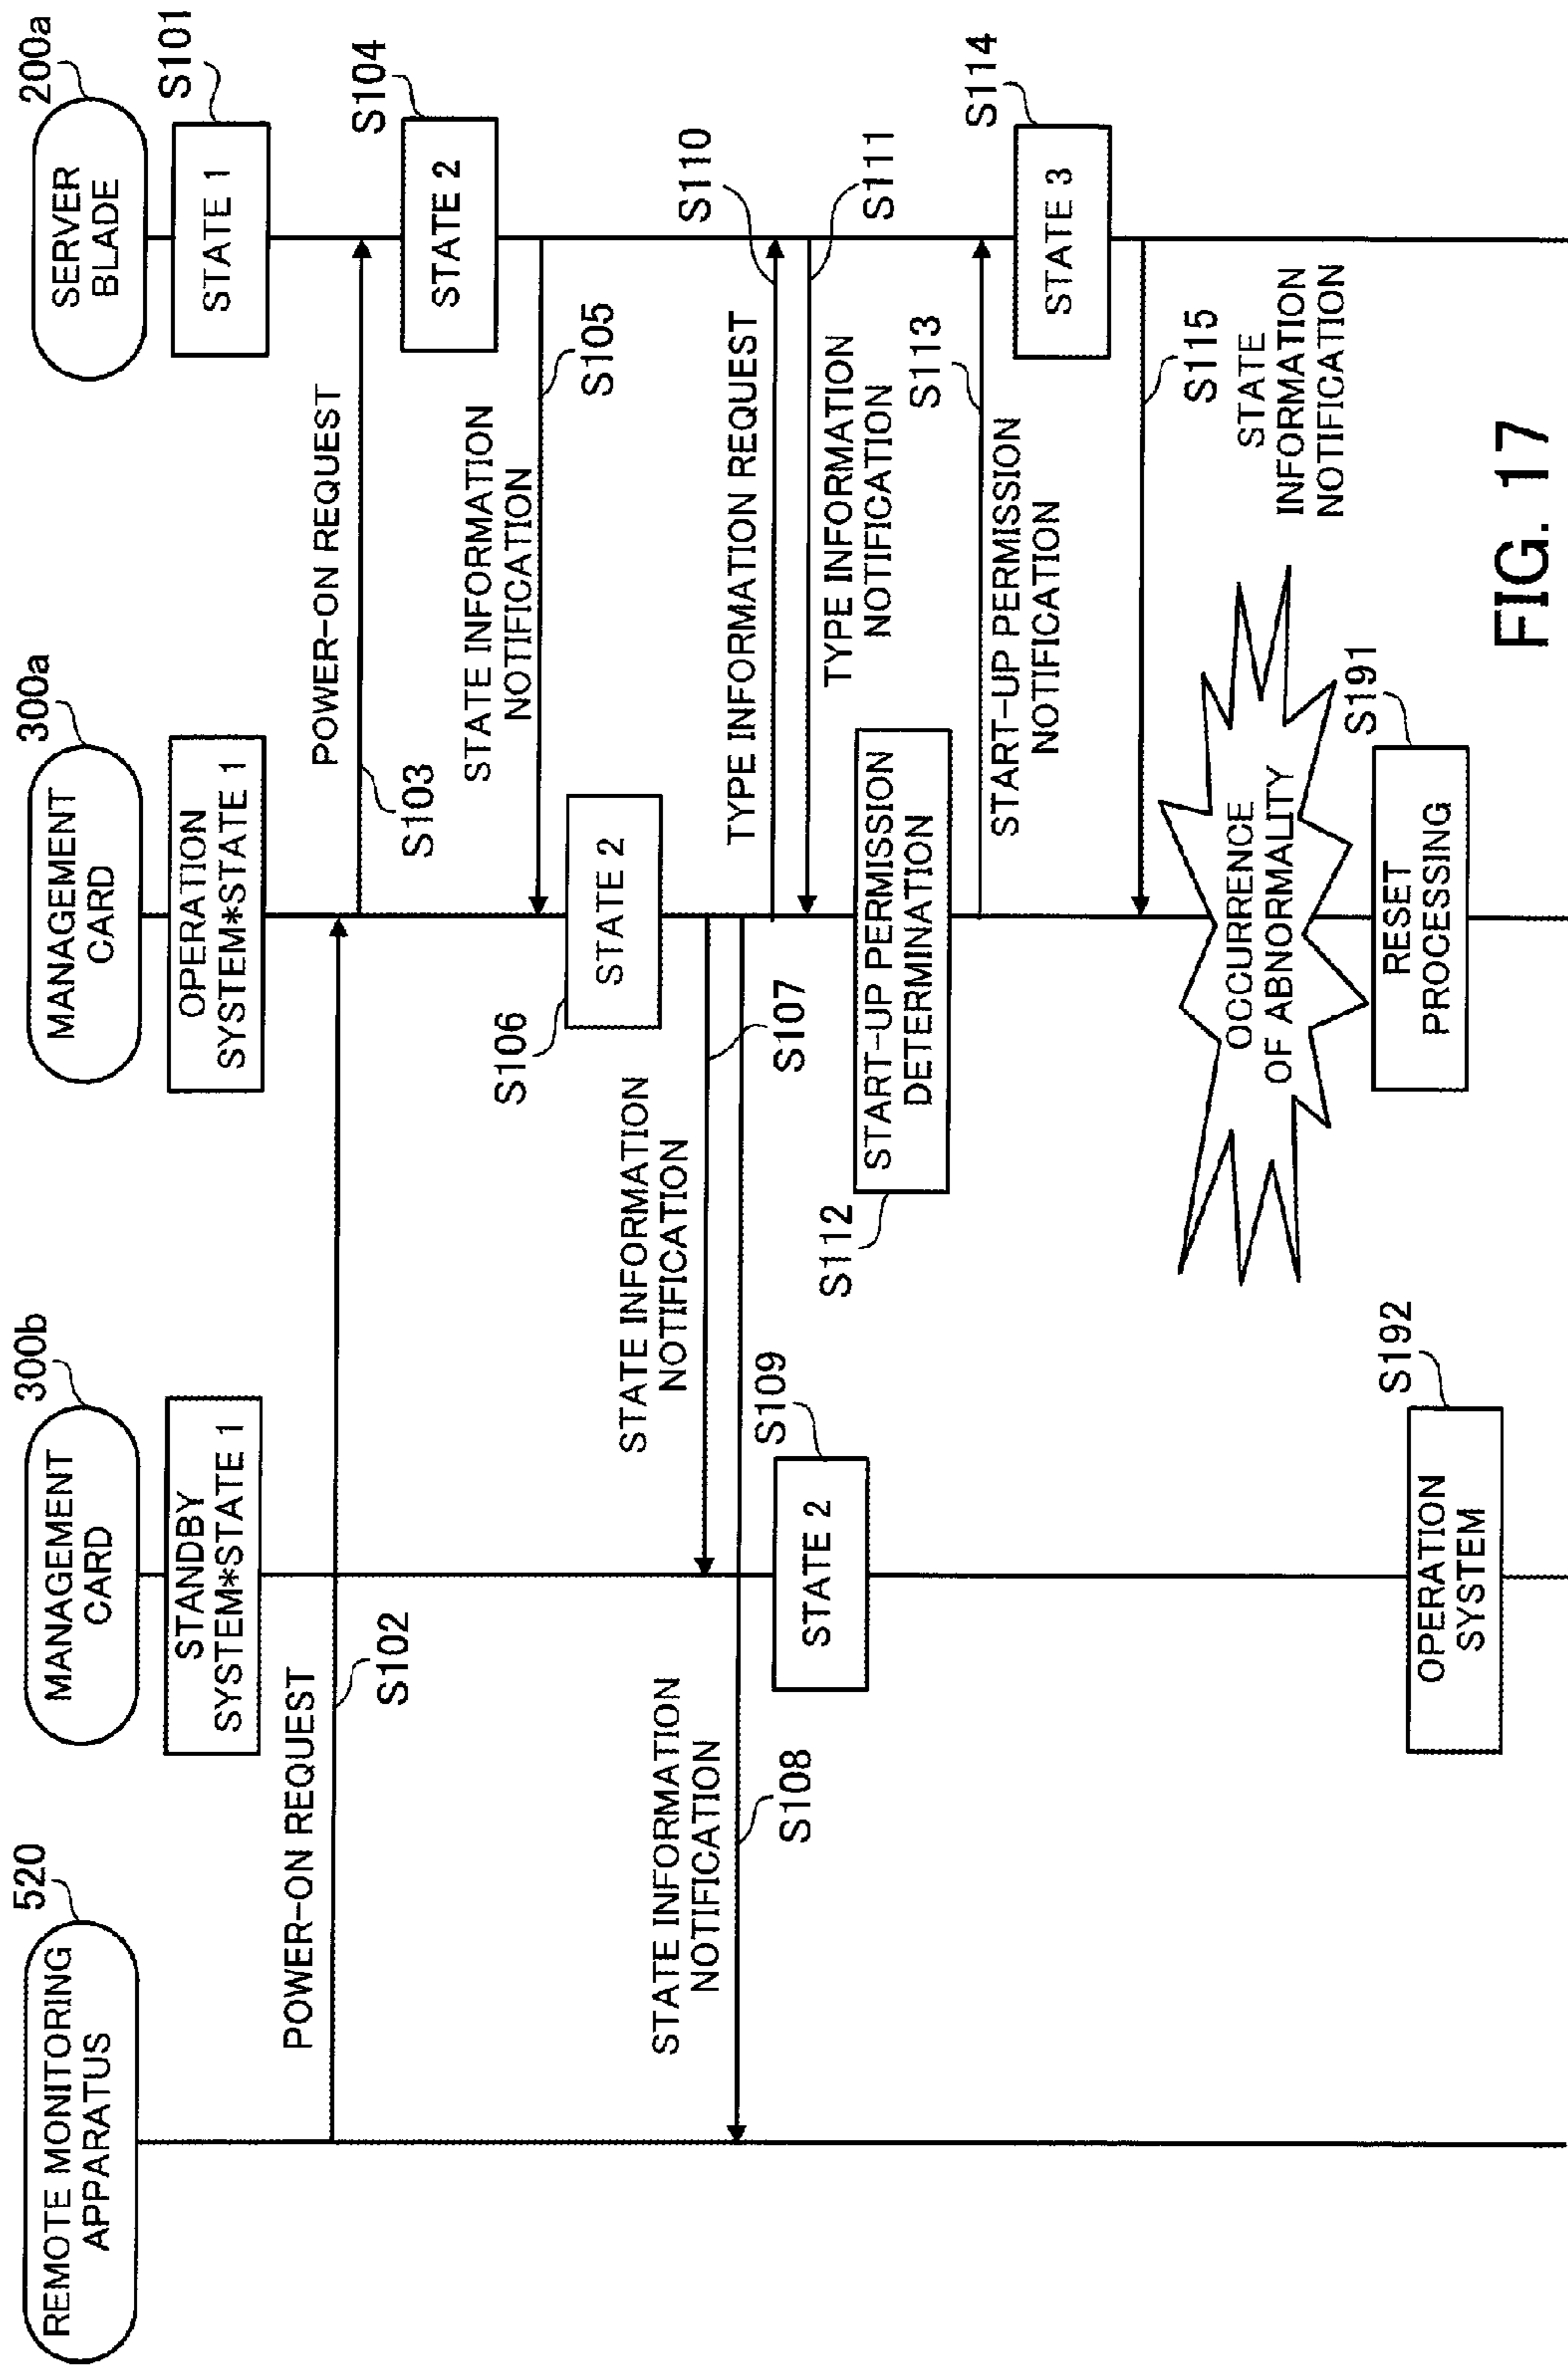 520
REMOTE MONITORING
APPARATUS
300b
MANAGEMENT
CARD
300a
MANAGEMENT
CARD
200a
SERVER
BLADE
STANDBY
SYSTEM*STATE 1
OPERATION
SYSTEM*STATE 1
S101
STATE 1
POWER-ON REQUEST
S102
POWER-ON REQUEST
S103
S104
STATE 2
STATE INFORMATION
NOTIFICATION
S105
S106
STATE 2
STATE INFORMATION
NOTIFICATION
S107
STATE INFORMATION
NOTIFICATION
S108
S109
STATE 2
TYPE INFORMATION REQUEST
S110
TYPE INFORMATION
NOTIFICATION
S111
S112
START-UP PERMISSION
DETERMINATION
START-UP PERMISSION
NOTIFICATION
S113
S114
STATE 3
S115
STATE
INFORMATION
NOTIFICATION
OCCURRENCE
OF ABNORMALITY
S191
RESET
PROCESSING
S192
OPERATION
SYSTEM
FIG. 17